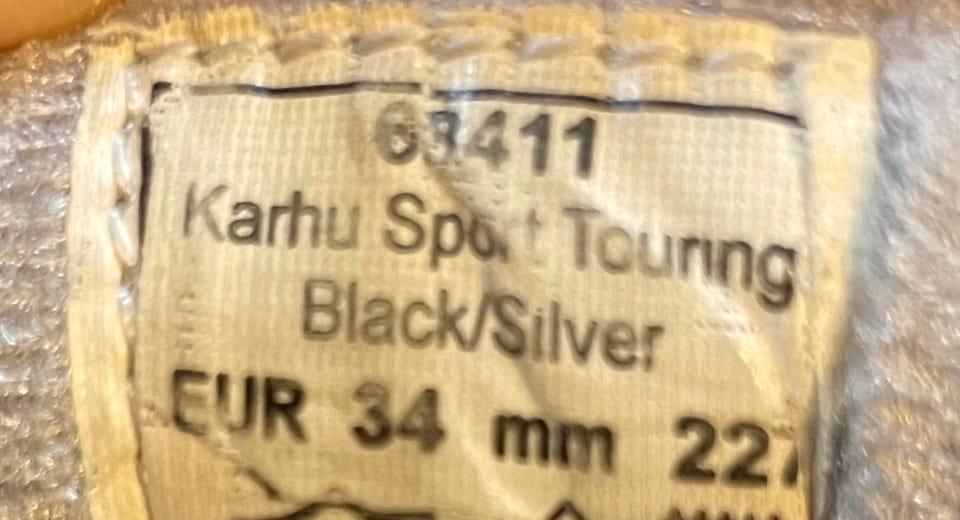 63411
Karhu Sport Touring
Black/Silver
EUR 34 mm 227